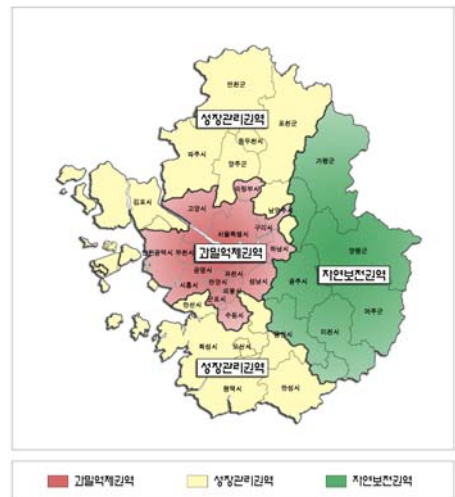 연천군
포천군
성장관리권역
동두천시
파주시
양주군
가평군
의정부시
김포시
고양시
남양주시
구리시
서울특별시
하남시
양평군
과밀억제권역
인천광역시 부천시
자연보전권역
광명시
과천시
시흥시
안양시
성남시
광주시
의왕시
여주군
군포시
안산시
수원시
이천시
용인시
화성시
오산시
성장관리권역
평택시
안성시
과밀억제권역
성장관리권역
자연보전권역